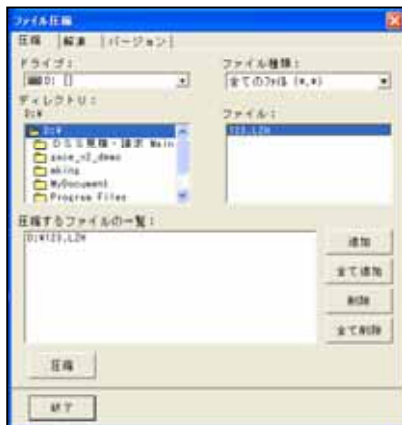 ファイル圧縮
圧縮 解凍 バージョン
ドライブ:
D: []
ファイル種類:
全てのファイル (*.*)
ディレクトリ:
D:¥
D:¥
ＤＳＳ見積・請求 Main
making
MyDocument
Program Files
ファイル:
123.LZH
圧縮するファイルの一覧:
D:¥123.LZH
追加
全て追加
削除
全て削除
圧縮
終了